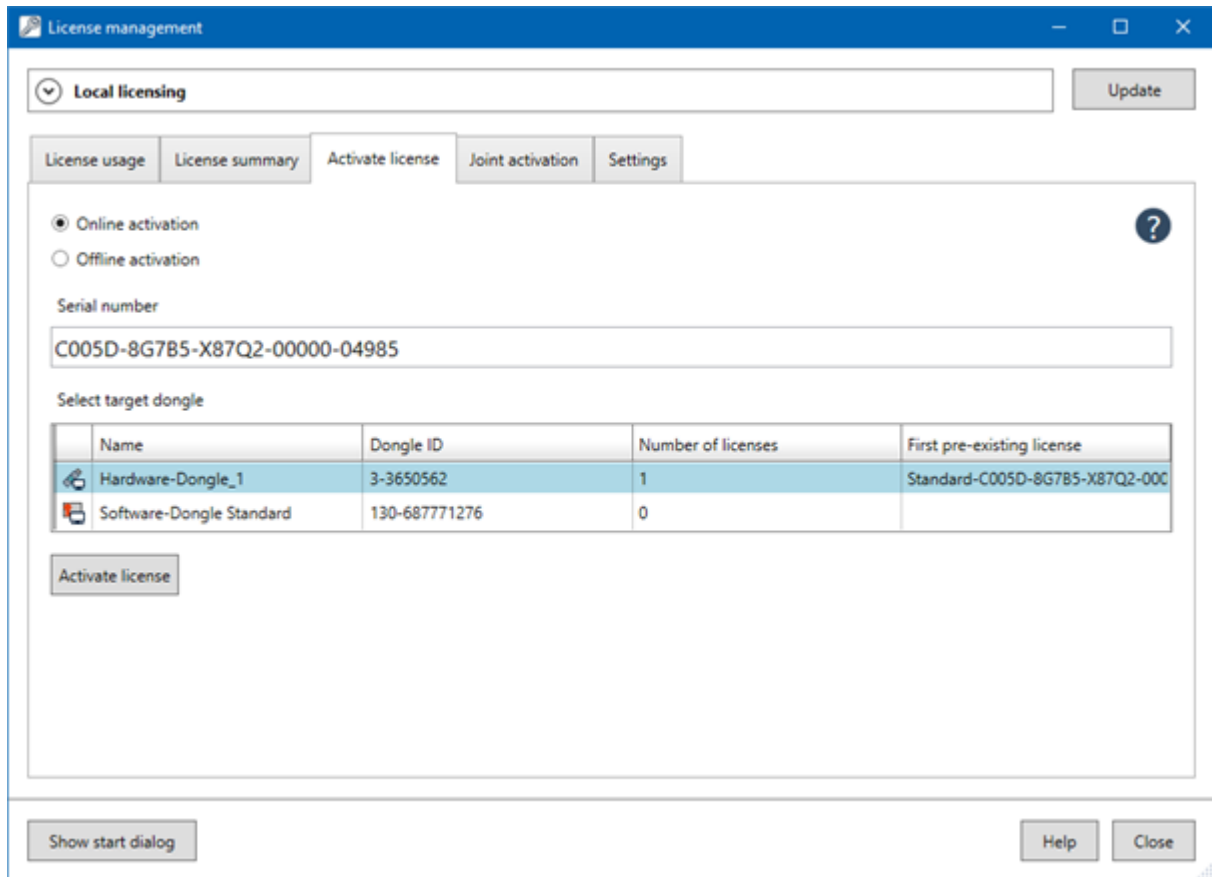 License management
Local licensing
Update
License usage License summary Activate license Joint activation Settings
Online activation
?
Offline activation
Serial number
C005D-8G7B5-X87Q2-00000-04985
Select target dongle
Name Dongle ID Number of licenses First pre-existing license
Hardware-Dongle_1 3-3650562 1 Standard-C005D-8G7B5-X87Q2-00C
Software-Dongle Standard 130-687771276 0
Activate license
Show start dialog Help Close